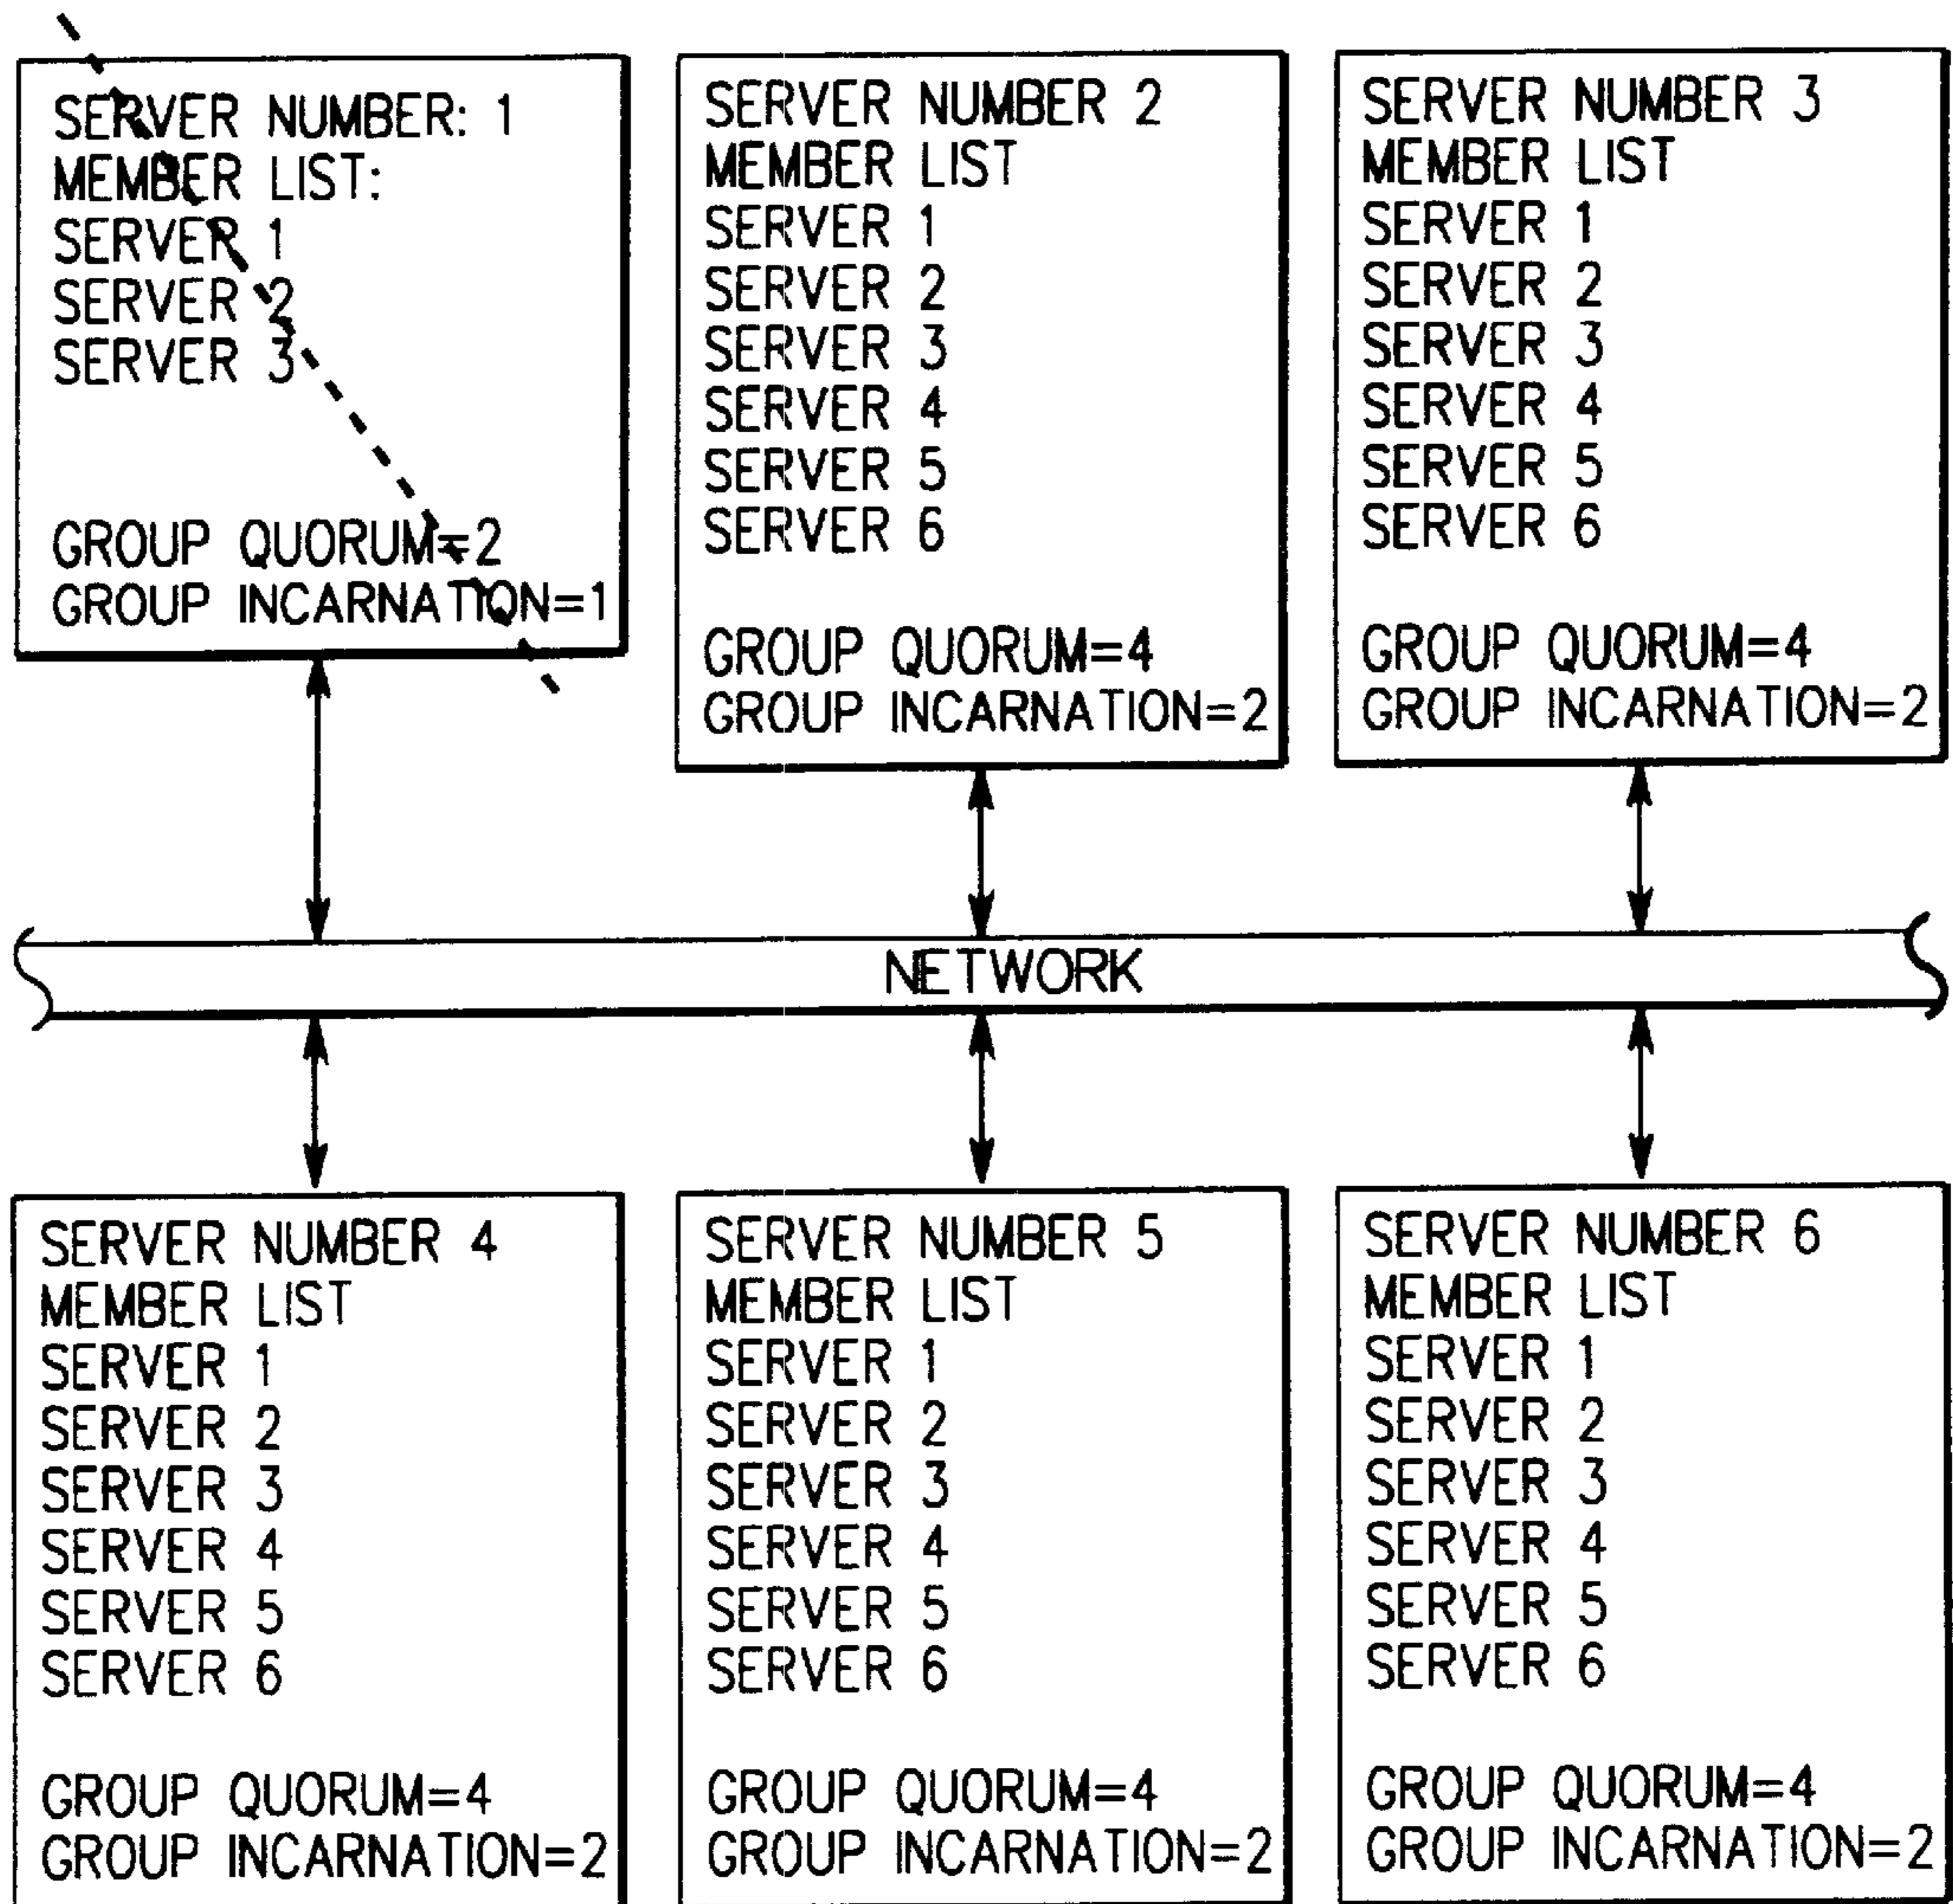 SERVER NUMBER: 1
MEMBER LIST:
SERVER 1
SERVER 2
SERVER 3
GROUP QUORUM=2
GROUP INCARNATION=1
SERVER NUMBER 2
MEMBER LIST
SERVER 1
SERVER 2
SERVER 3
SERVER 4
SERVER 5
SERVER 6
GROUP QUORUM=4
GROUP INCARNATION=2
SERVER NUMBER 3
MEMBER LIST
SERVER 1
SERVER 2
SERVER 3
SERVER 4
SERVER 5
SERVER 6
GROUP QUORUM=4
GROUP INCARNATION=2
NETWORK
SERVER NUMBER 4
MEMBER LIST
SERVER 1
SERVER 2
SERVER 3
SERVER 4
SERVER 5
SERVER 6
GROUP QUORUM=4
GROUP INCARNATION=2
SERVER NUMBER 5
MEMBER LIST
SERVER 1
SERVER 2
SERVER 3
SERVER 4
SERVER 5
SERVER 6
GROUP QUORUM=4
GROUP INCARNATION=2
SERVER NUMBER 6
MEMBER LIST
SERVER 1
SERVER 2
SERVER 3
SERVER 4
SERVER 5
SERVER 6
GROUP QUORUM=4
GROUP INCARNATION=2